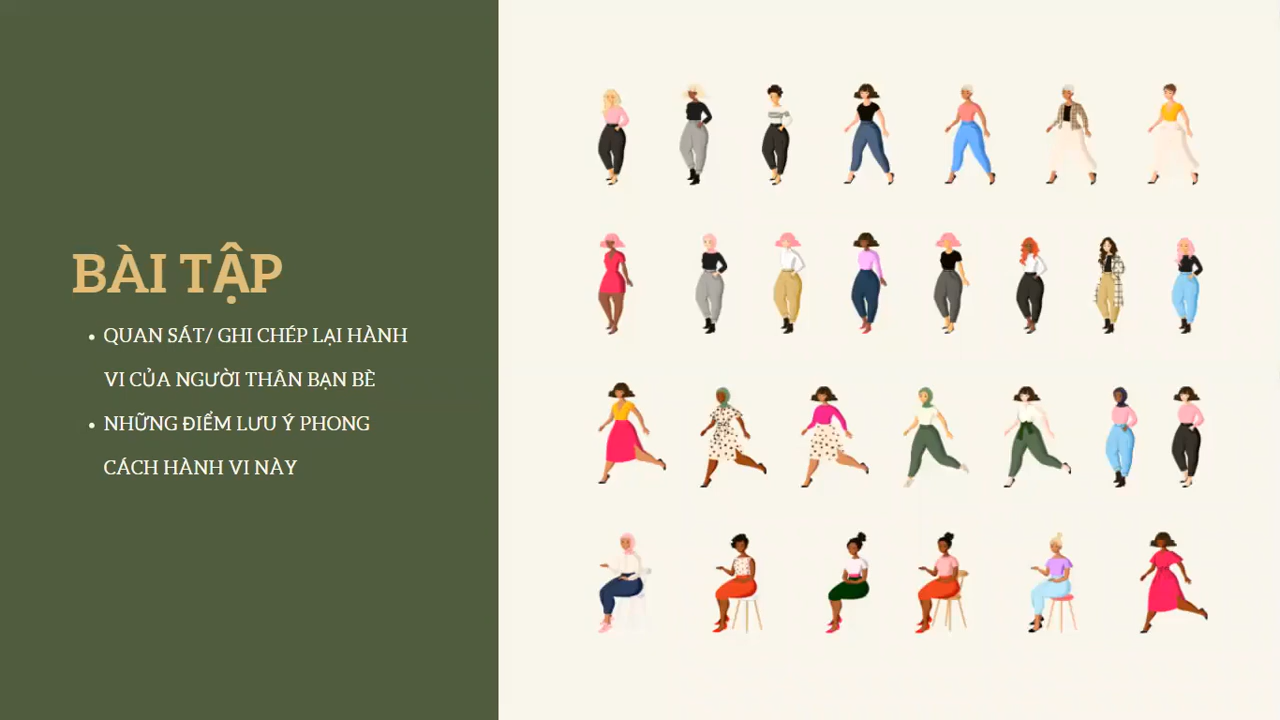 BÀI TẬP
• QUAN SÁT/ GHI CHÉP LẠI HÀNH
VI CỦA NGƯỜI THÂN BẠN BÈ
• NHỮNG ĐIỂM LƯU Ý PHONG
CÁCH HÀNH VI NÀY